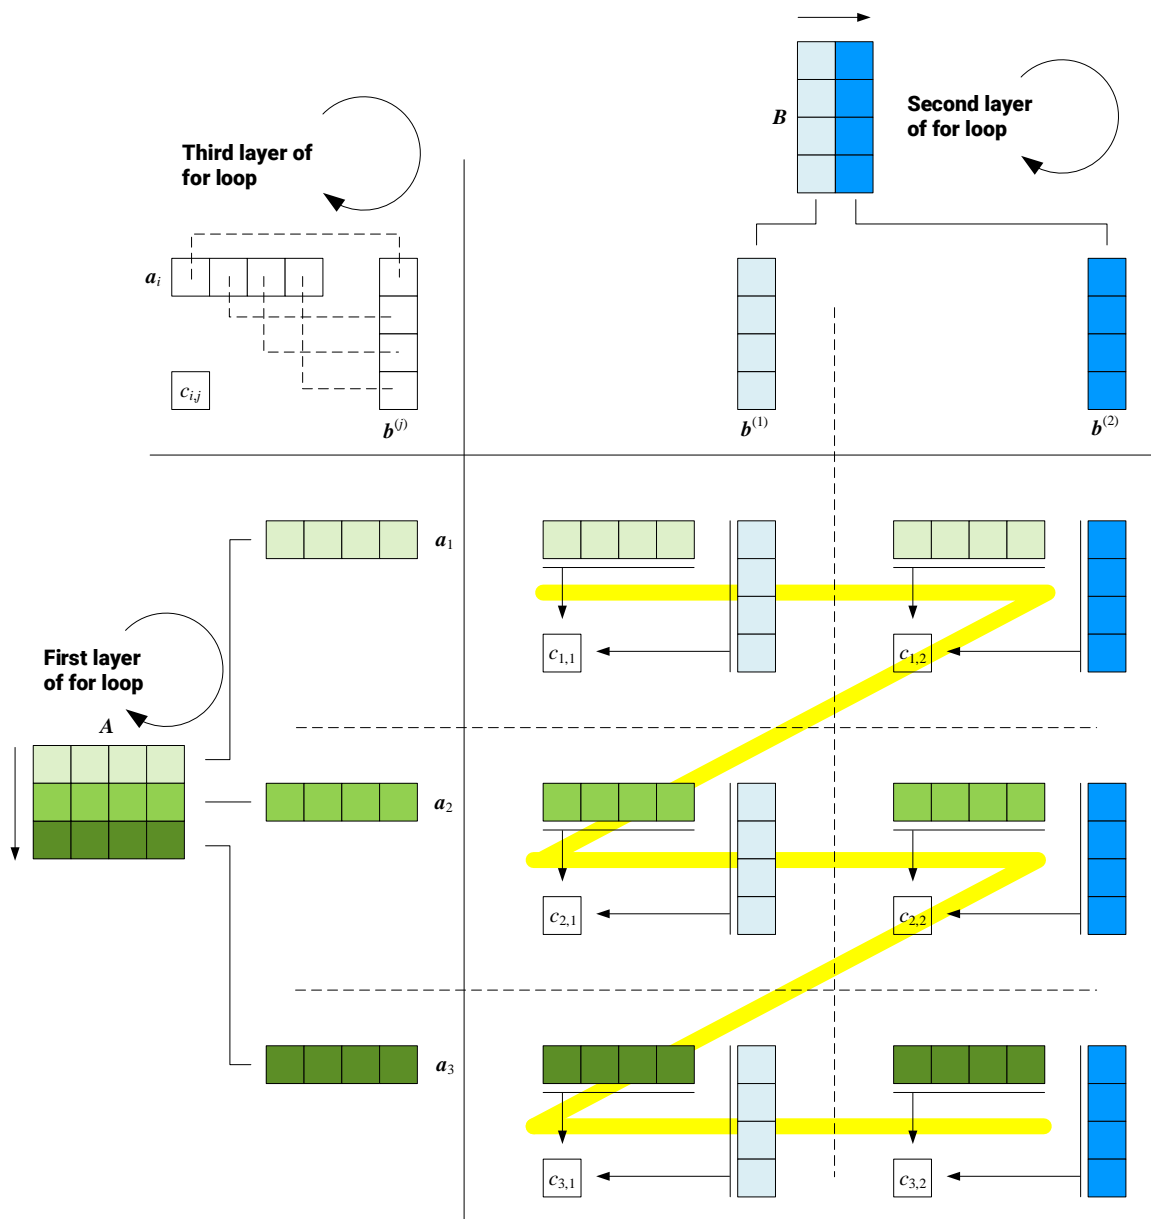 Second layer
of for loop
B
Third layer of
for loop
a_i
c_{i,j}
b^{(j)}
b^{(1)}
b^{(2)}
a_1
c_{1,1}
c_{1,2}
First layer
of for loop
A
a_2
c_{2,1}
c_{2,2}
a_3
c_{3,1}
c_{3,2}